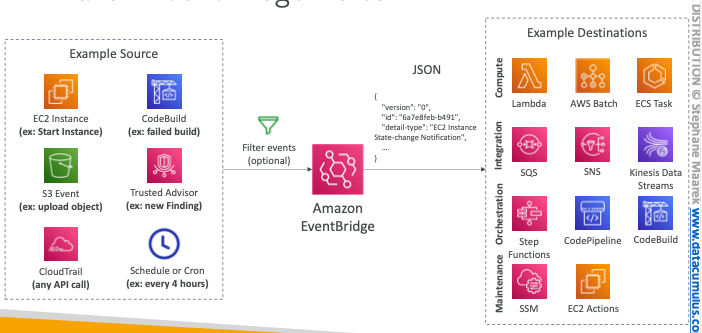 Example Source
EC2 Instance
(ex: Start Instance)
CodeBuild
(ex: failed build)
S3 Event
(ex: upload object)
Trusted Advisor
(ex: new Finding)
CloudTrail
(any API call)
Schedule or Cron
(ex: every 4 hours)
Filter events
(optional)
Amazon
EventBridge
JSON
{
"version": "0",
"id": "6a7e8feb-b491",
"detail-type": "EC2 Instance
State-change Notification",
....
}
Example Destinations
Compute
Lambda
AWS Batch
ECS Task
Integration
SQS
SNS
Kinesis Data
Streams
Orchestration
Step
Functions
CodePipeline
CodeBuild
Maintenance
SSM
EC2 Actions
DISTRIBUTION © Stephane Maarek www.datacumulus.co